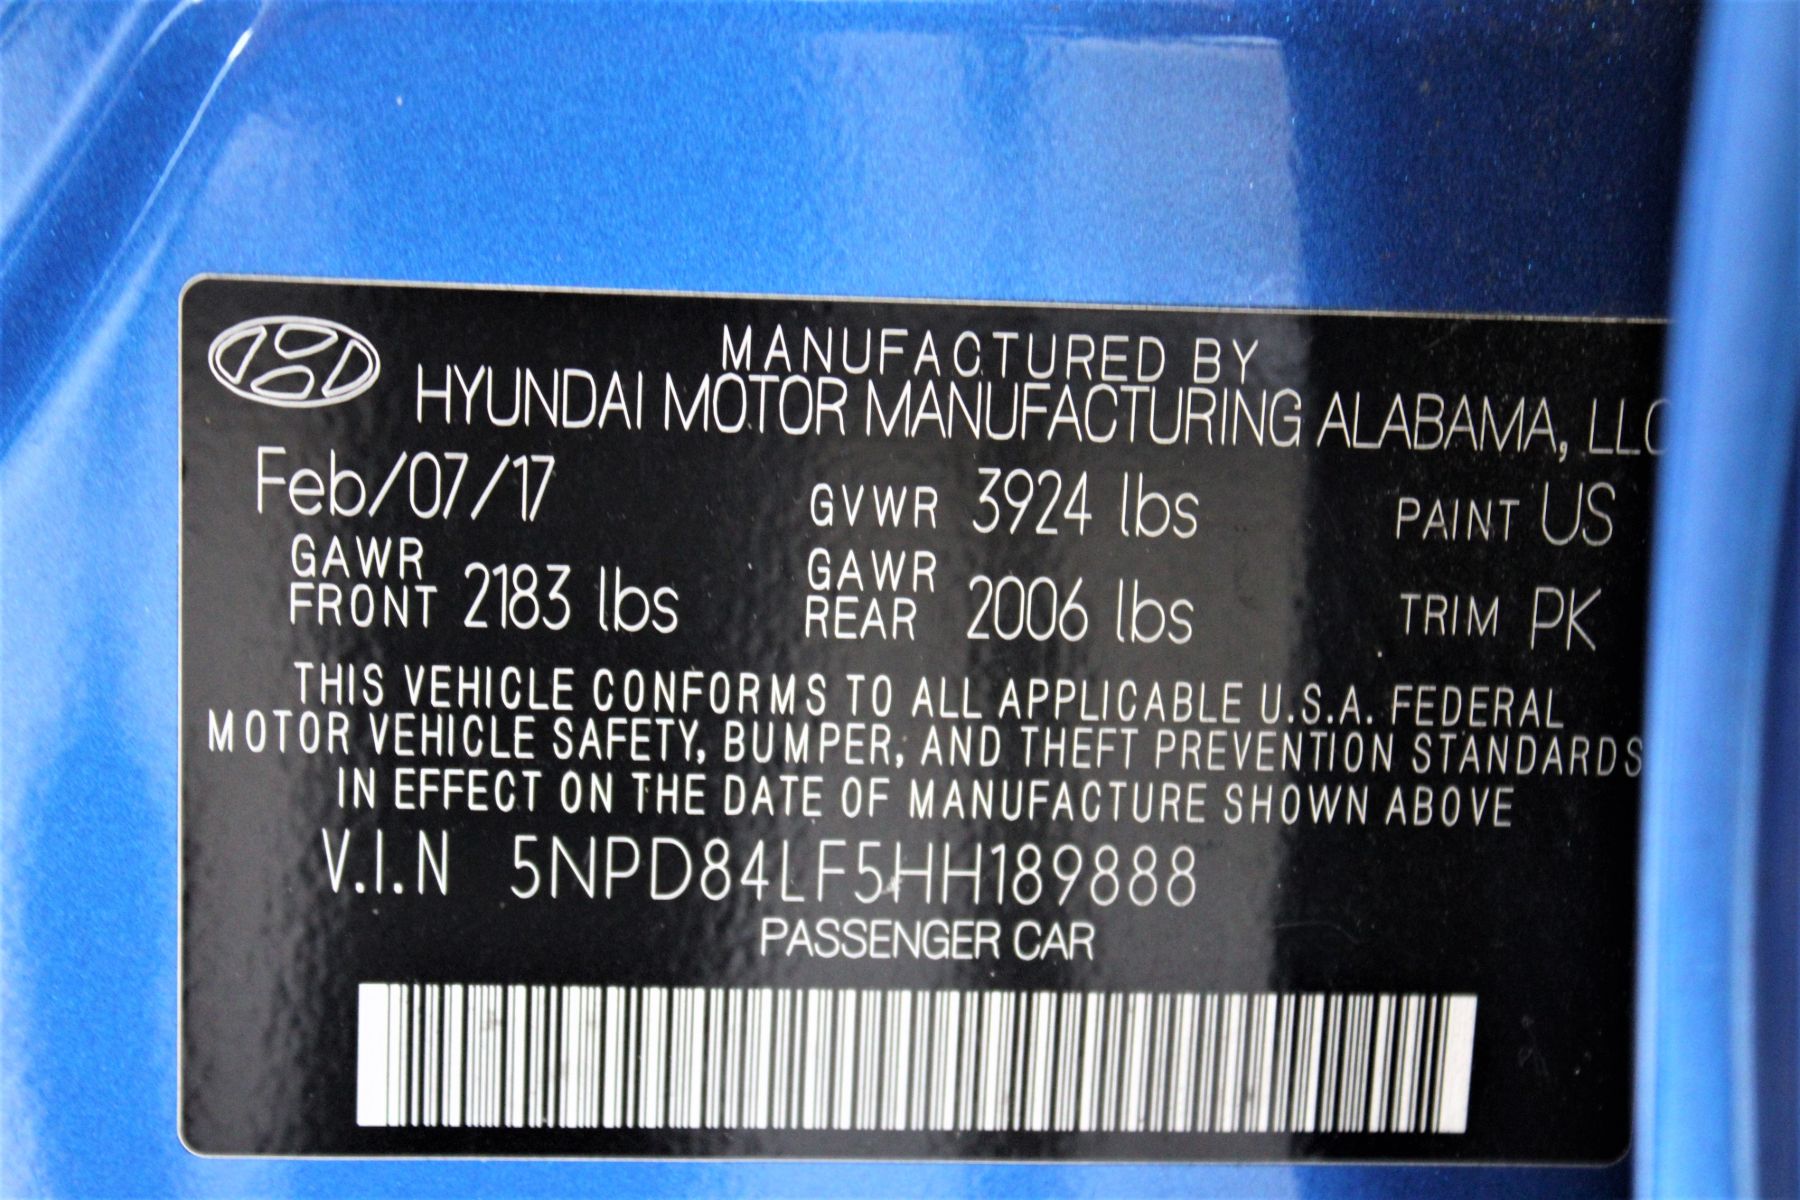 MANUFACTURED BY
HYUNDAI MOTOR MANUFACTURING ALABAMA, LLC
Feb/07/17 GVWR 3924 lbs PAINT US
GAWR FRONT 2183 lbs GAWR REAR 2006 lbs TRIM PK
THIS VEHICLE CONFORMS TO ALL APPLICABLE U.S.A. FEDERAL
MOTOR VEHICLE SAFETY, BUMPER, AND THEFT PREVENTION STANDARDS
IN EFFECT ON THE DATE OF MANUFACTURE SHOWN ABOVE
V.I.N 5NPD84LF5HH189888
PASSENGER CAR